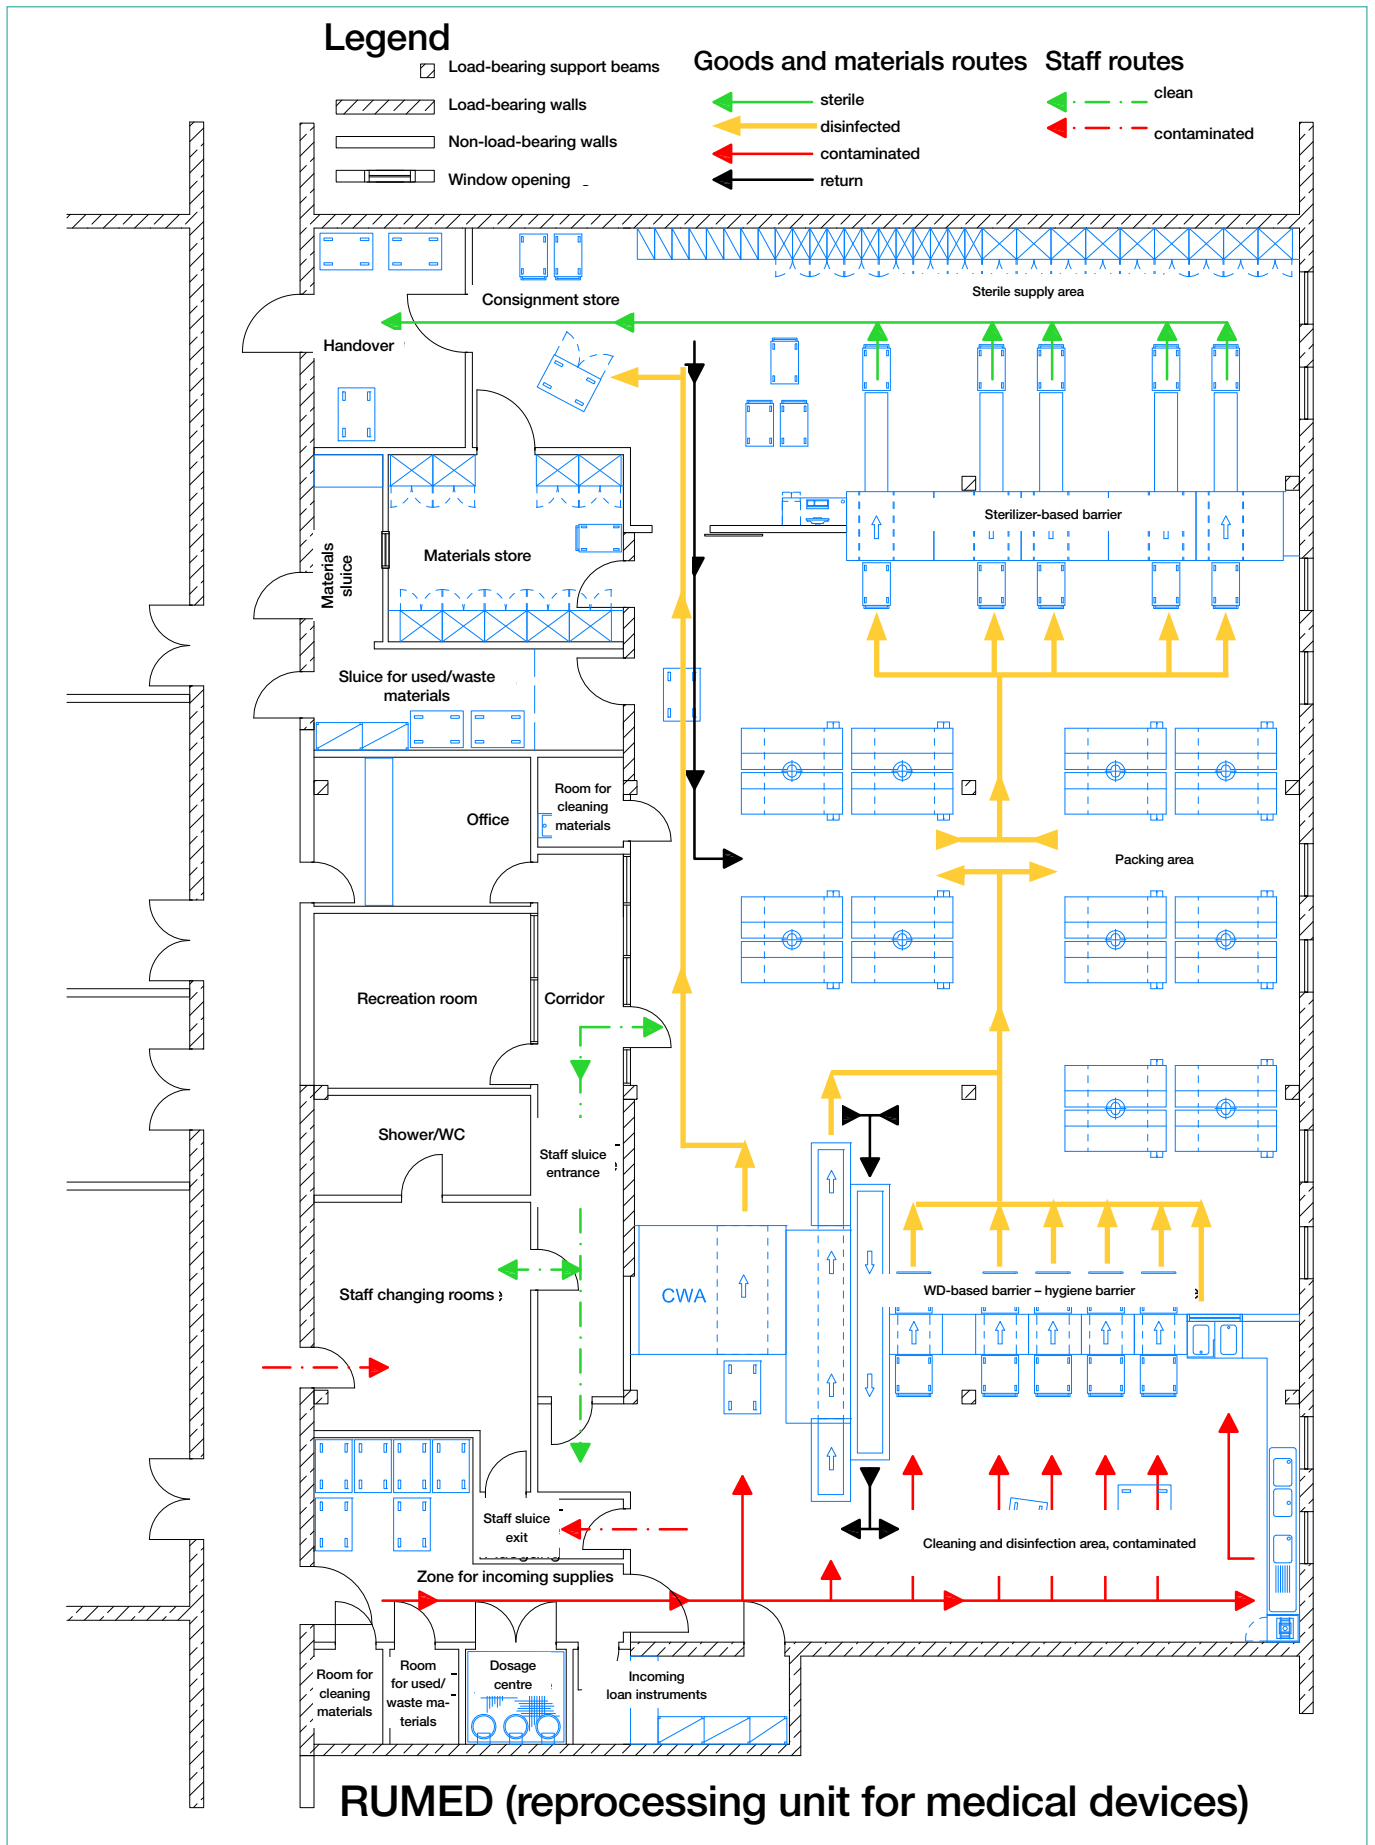 Legend
Load-bearing support beams
Load-bearing walls
Non-load-bearing walls
Window opening
Goods and materials routes
sterile
disinfected
contaminated
return
Staff routes
clean
contaminated
Consignment store
Sterile supply area
Handover
Sterilizer-based barrier
Materials
sluice
Materials store
Sluice for used/waste
materials
Office
Room for
cleaning
materials
Packing area
Recreation room
Corridor
Shower/WC
Staff sluice
entrance
Staff changing rooms
CWA
WD-based barrier – hygiene barrier
Staff sluice
exit
Cleaning and disinfection area, contaminated
Zone for incoming supplies
Room for
cleaning
materials
Room
for used/
waste ma-
terials
Dosage
centre
Incoming
loan instruments
RUMED (reprocessing unit for medical devices)